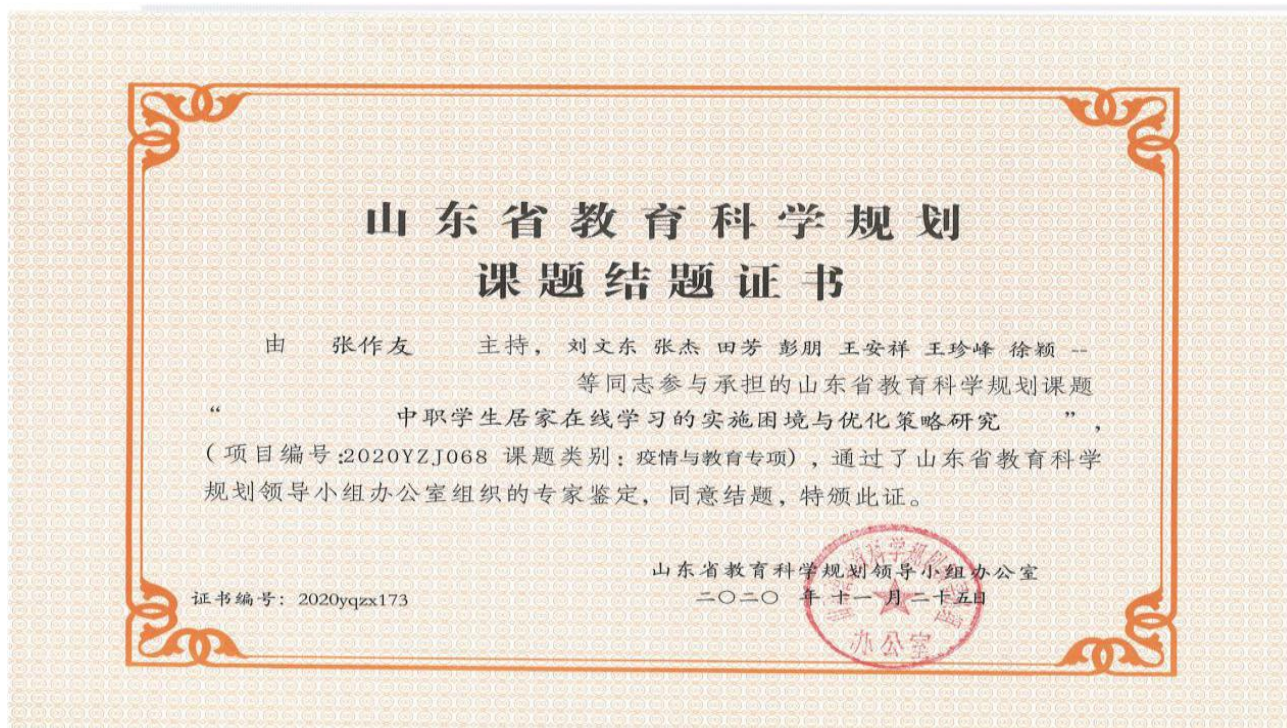 山东省教育科学规划
课题结题证书
由 张作友 主持，刘文东 张杰 田芳 彭朋 王安祥 王珍峰 徐颖 --
等同志参与承担的山东省教育科学规划课题
“ 中职学生居家在线学习的实施困境与优化策略研究 ”，
（项目编号:2020YZJ068 课题类别：疫情与教育专项），通过了山东省教育科学
规划领导小组办公室组织的专家鉴定，同意结题，特颁此证。
山东省教育科学规划领导小组办公室
证书编号：2020yqzx173
二〇二〇 年 十一 月 二十五日
办公室